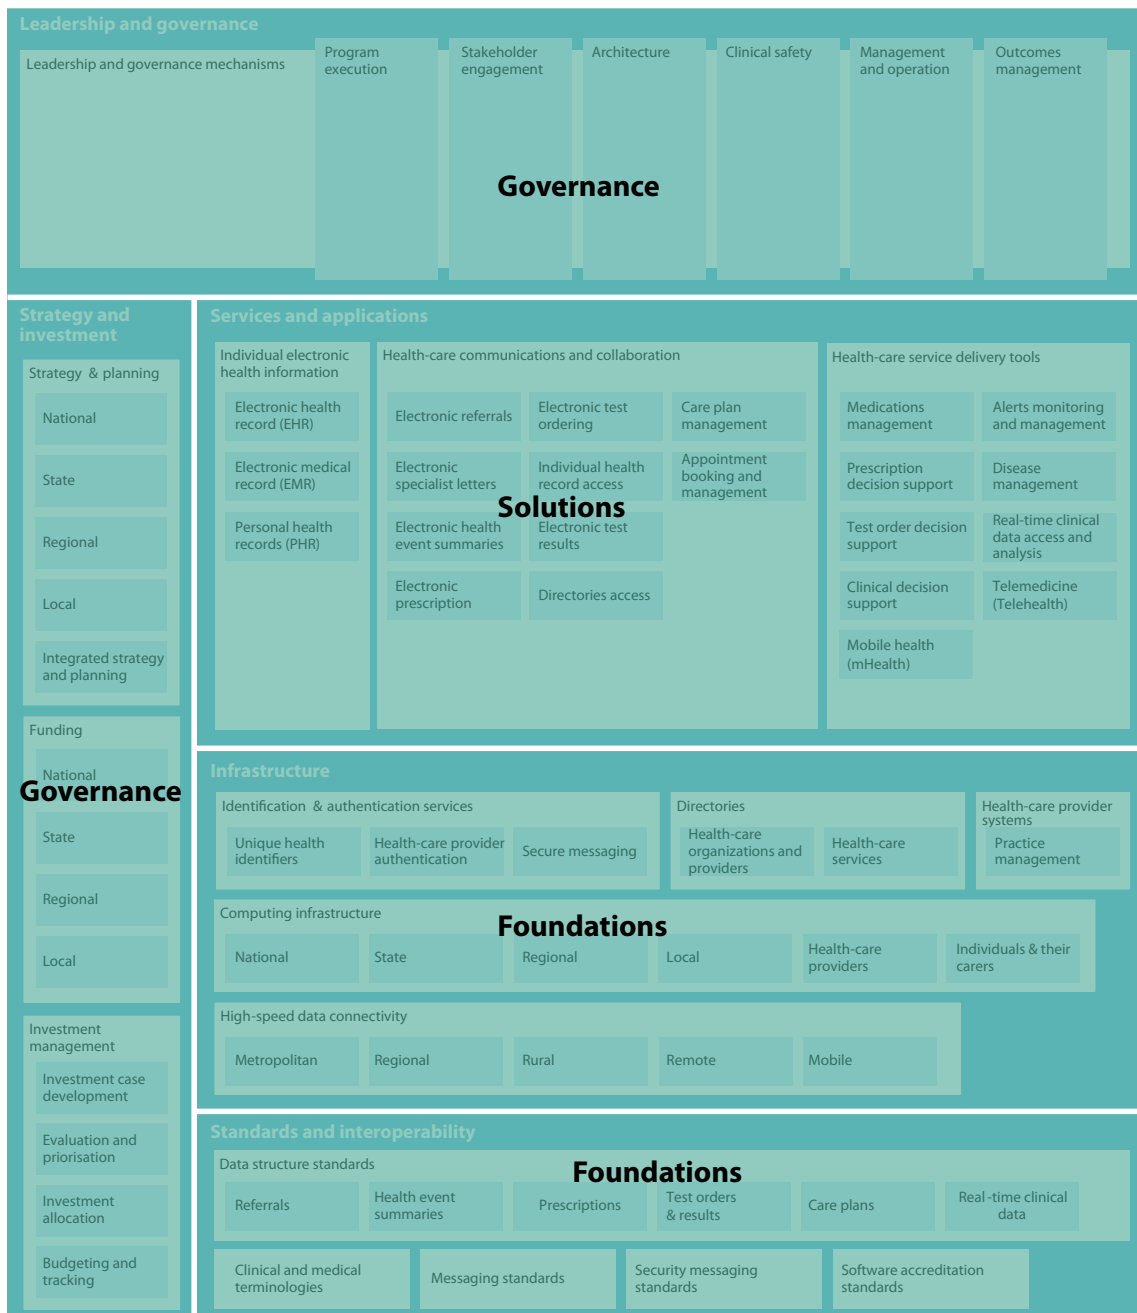 Leadership and governance
Leadership and governance mechanisms
Program
execution
Stakeholder
engagement
Architecture
Clinical safety
Management
and operation
Outcomes
management
Governance
Strategy and
investment
Strategy & planning
National
State
Regional
Local
Integrated strategy
and planning
Funding
National
Governance
State
Regional
Local
Investment
management
Investment case
development
Evaluation and
priorisation
Investment
allocation
Budgeting and
tracking
Services and applications
Individual electronic
health information
Electronic health
record (EHR)
Electronic medical
record (EMR)
Personal health
records (PHR)
Health-care communications and collaboration
Electronic referrals
Electronic test
ordering
Care plan
management
Electronic
specialist letters
Individual health
record access
Appointment
booking and
management
Solutions
Electronic health
event summaries
Electronic test
results
Electronic
prescription
Directories access
Health-care service delivery tools
Medications
management
Alerts monitoring
and management
Prescription
decision support
Disease
management
Test order decision
support
Real-time clinical
data access and
analysis
Clinical decision
support
Telemedicine
(Telehealth)
Mobile health
(mHealth)
Infrastructure
Identification & authentication services
Unique health
identifiers
Health-care provider
authentication
Secure messaging
Directories
Health-care
organizations and
providers
Health-care
services
Health-care provider
systems
Practice
management
Computing infrastructure
Foundations
National
State
Regional
Local
Health-care
providers
Individuals & their
carers
High-speed data connectivity
Metropolitan
Regional
Rural
Remote
Mobile
Standards and interoperability
Data structure standards
Foundations
Referrals
Health event
summaries
Prescriptions
Test orders
& results
Care plans
Real-time clinical
data
Clinical and medical
terminologies
Messaging standards
Security messaging
standards
Software accreditation
standards